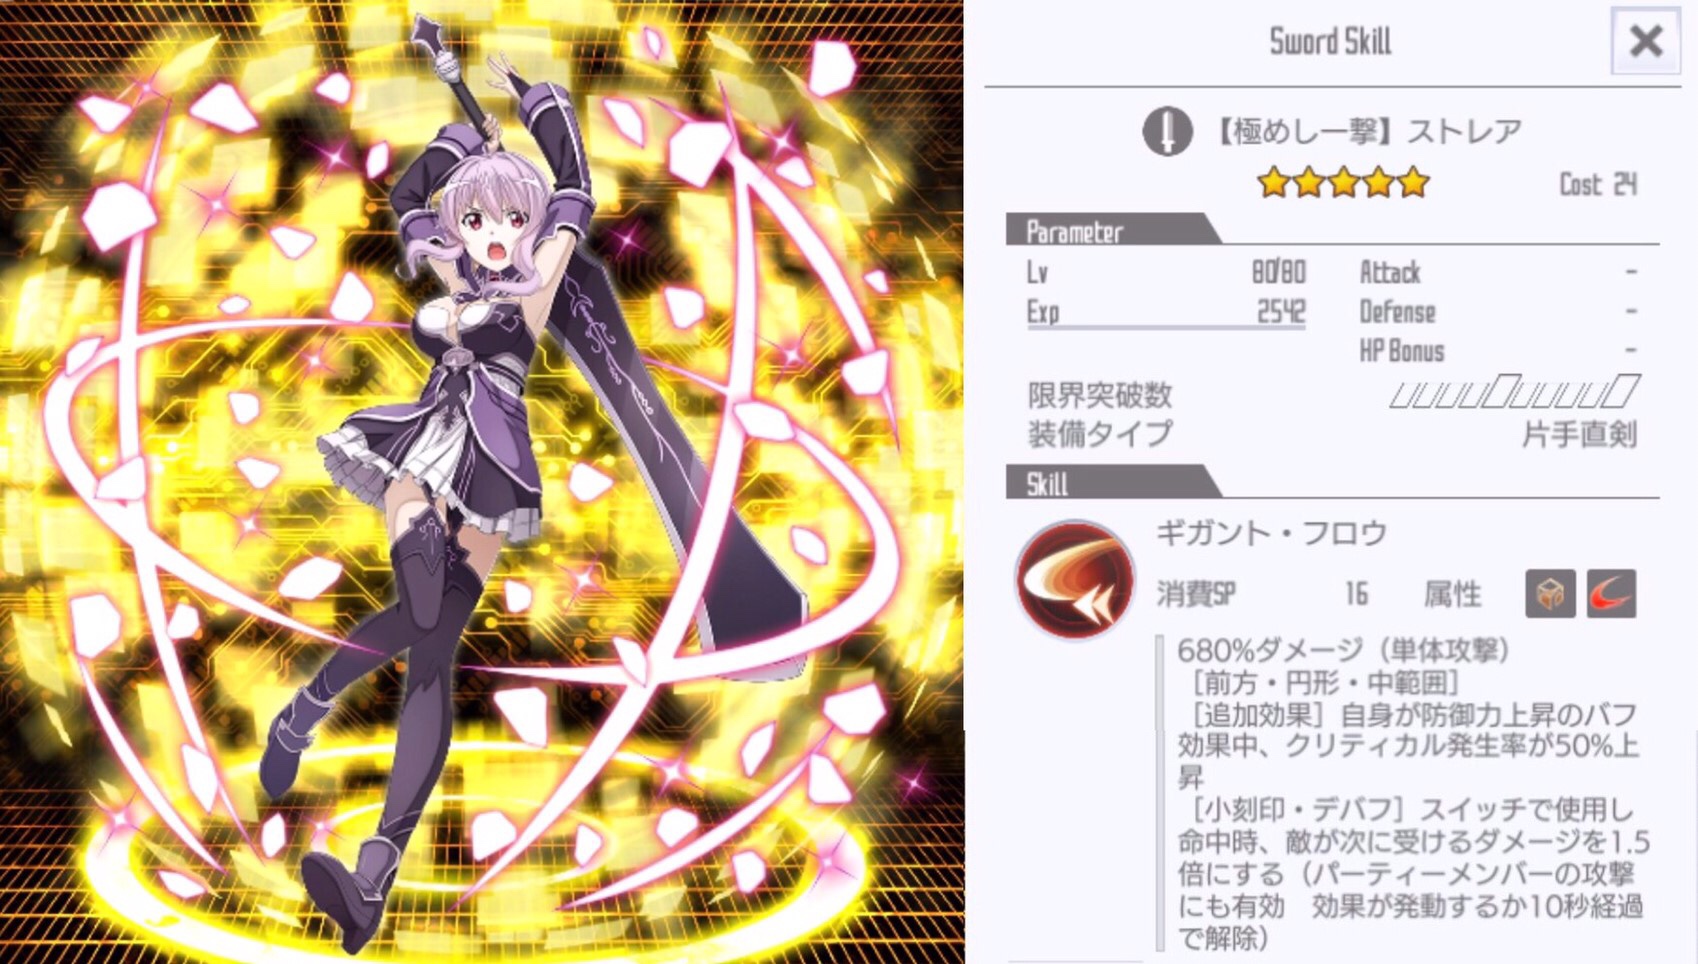 Sword Skill
【極めし一撃】ストレア
Cost 24
Parameter
Lv 80/80 Attack -
Exp 2542 Defense -
HP Bonus -
限界突破数
装備タイプ 片手直剣
Skill
ギガント・フロウ
消費SP 16 属性
680%ダメージ（単体攻撃）
［前方・円形・中範囲］
［追加効果］自身が防御力上昇のバフ
効果中、クリティカル発生率が50%上
昇
［小刻印・デバフ］スイッチで使用し
命中時、敵が次に受けるダメージを1.5
倍にする（パーティーメンバーの攻撃
にも有効　効果が発動するか10秒経過
で解除）